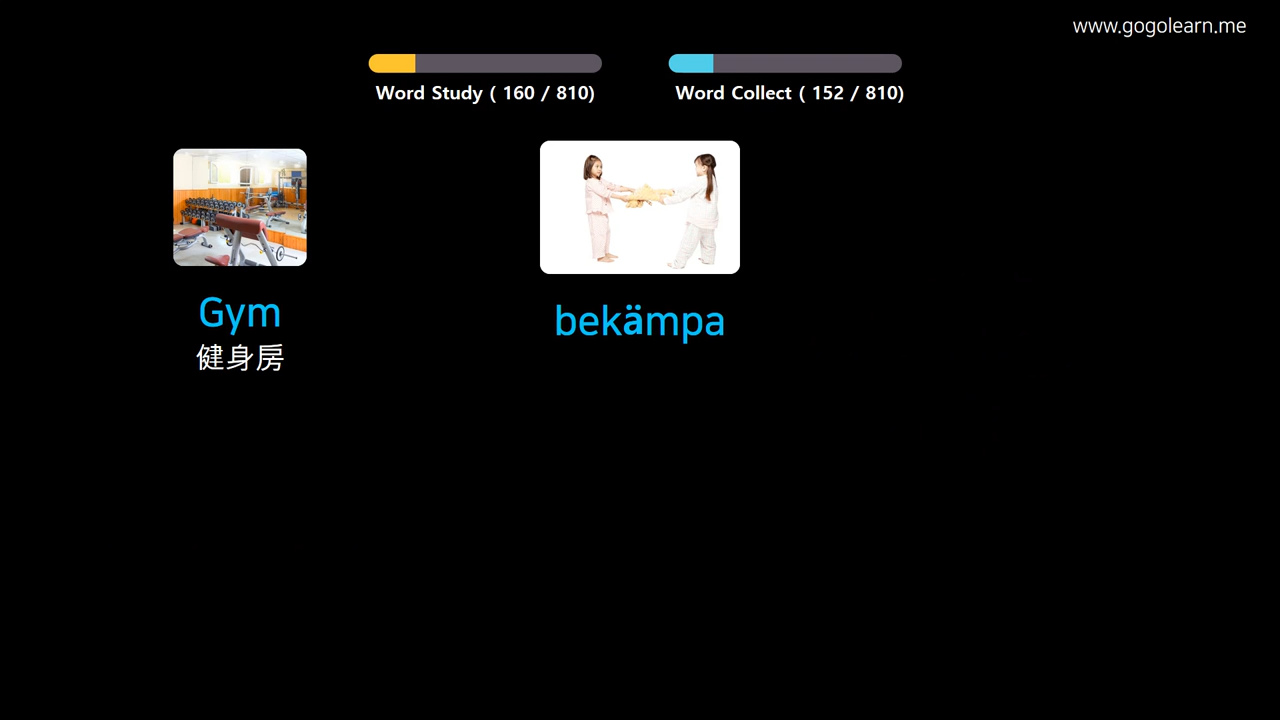 www.gogolearn.me
Word Study ( 160 / 810)
Word Collect ( 152 / 810)
Gym
健身房
bekämpa